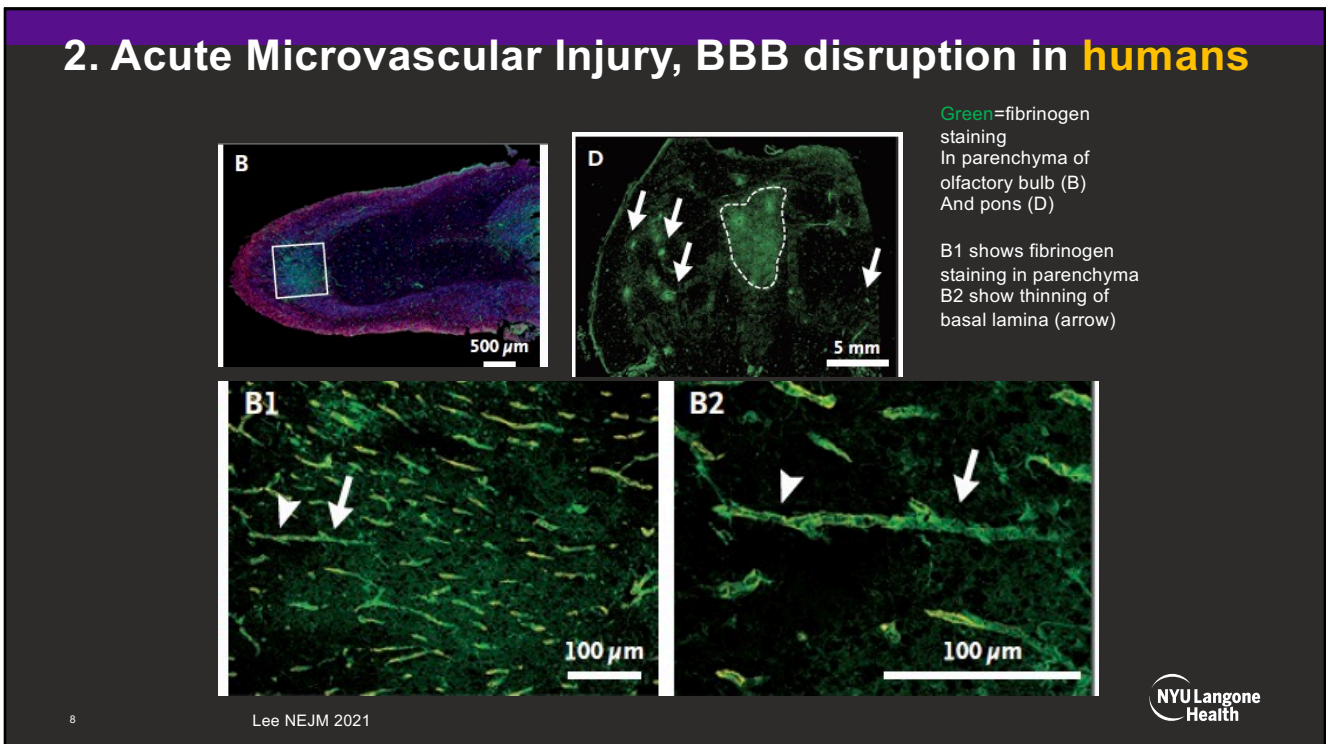 2. Acute Microvascular Injury, BBB disruption in humans
Green=fibrinogen
staining
In parenchyma of
olfactory bulb (B)
And pons (D)
B1 shows fibrinogen
staining in parenchyma
B2 show thinning of
basal lamina (arrow)
B
500 μm
D
5 mm
B1
100 μm
B2
100 μm
8
Lee NEJM 2021
NYU Langone
Health